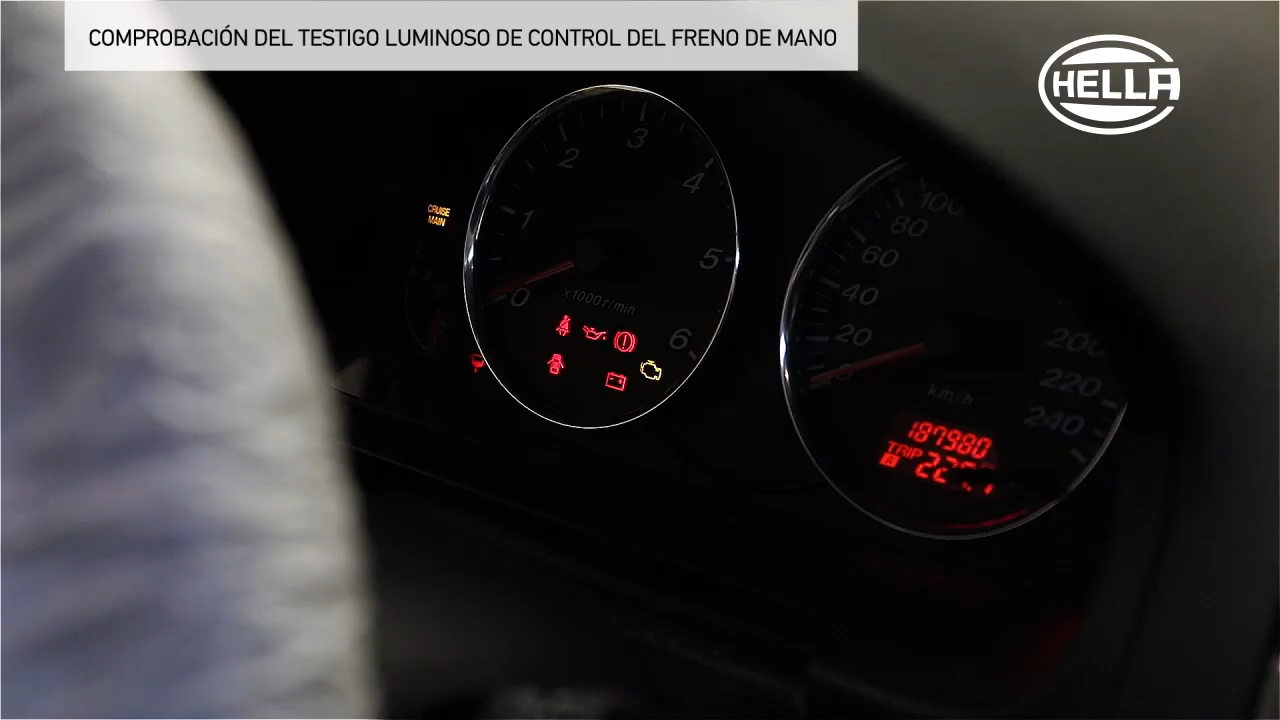 COMPROBACIÓN DEL TESTIGO LUMINOSO DE CONTROL DEL FRENO DE MANO
HELLA
CRUISE
MAIN
0
1
2
3
4
5
6
x1000r/min
20
40
60
80
100
200
220
240
km/h
187980
TRIP
A